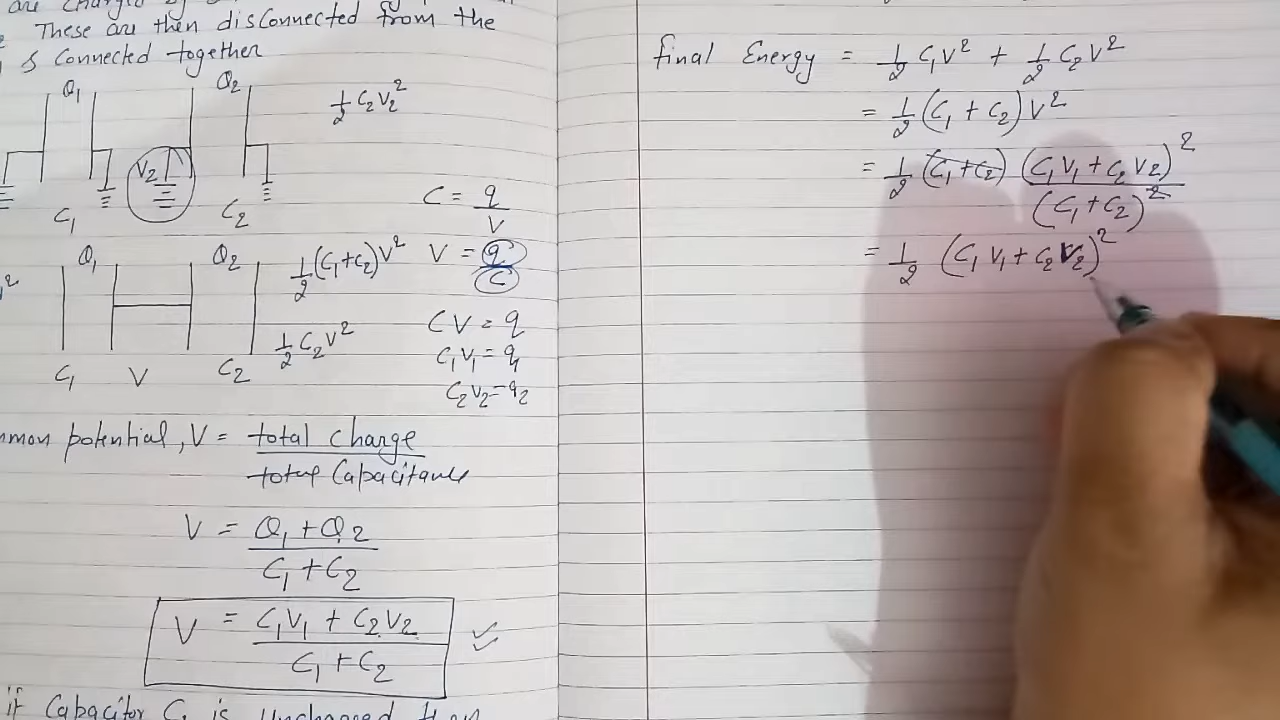 These are then disconnected from the
& Connected together
Q₁ Q₂ 1/2 C₂V₂²
V₂
C₁ C₂
C = q/V
Q₁ Q₂ 1/2 (C₁+C₂)V² V = q/C
1/2 C₂V²
C₁ V C₂
CV = q
C₁V₁ = q₁
C₂V₂ = q₂
potential, V = total charge / total Capacitance
V = Q₁ + Q₂ / C₁ + C₂
V = C₁V₁ + C₂V₂ / C₁ + C₂
if Capacitor C₁ is
final Energy = 1/2 C₁V² + 1/2 C₂V²
= 1/2 (C₁ + C₂) V²
= 1/2 (C₁+C₂) (C₁V₁ + C₂V₂)² / (C₁+C₂)²
= 1/2 (C₁V₁ + C₂V₂)²